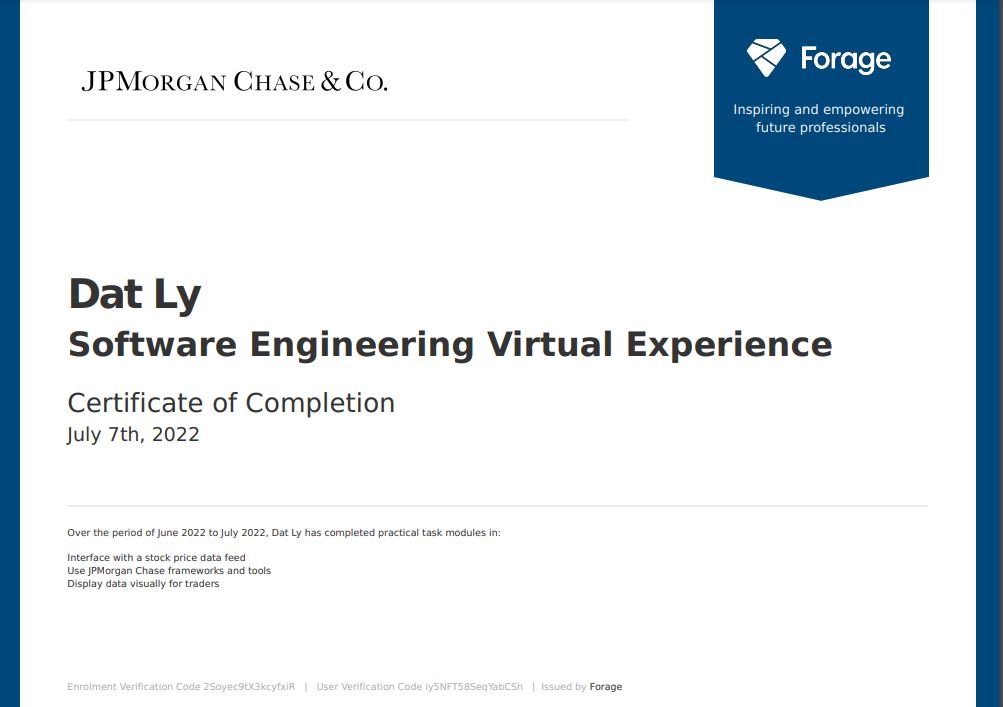 JPMORGAN CHASE & CO.
Forage
Inspiring and empowering
future professionals
Dat Ly
Software Engineering Virtual Experience
Certificate of Completion
July 7th, 2022
Over the period of June 2022 to July 2022, Dat Ly has completed practical task modules in:
Interface with a stock price data feed
Use JPMorgan Chase frameworks and tools
Display data visually for traders
Enrolment Verification Code 2Soyec9tX3kcyfxiR | User Verification Code iy5NFT58SeqYabCSh | Issued by Forage